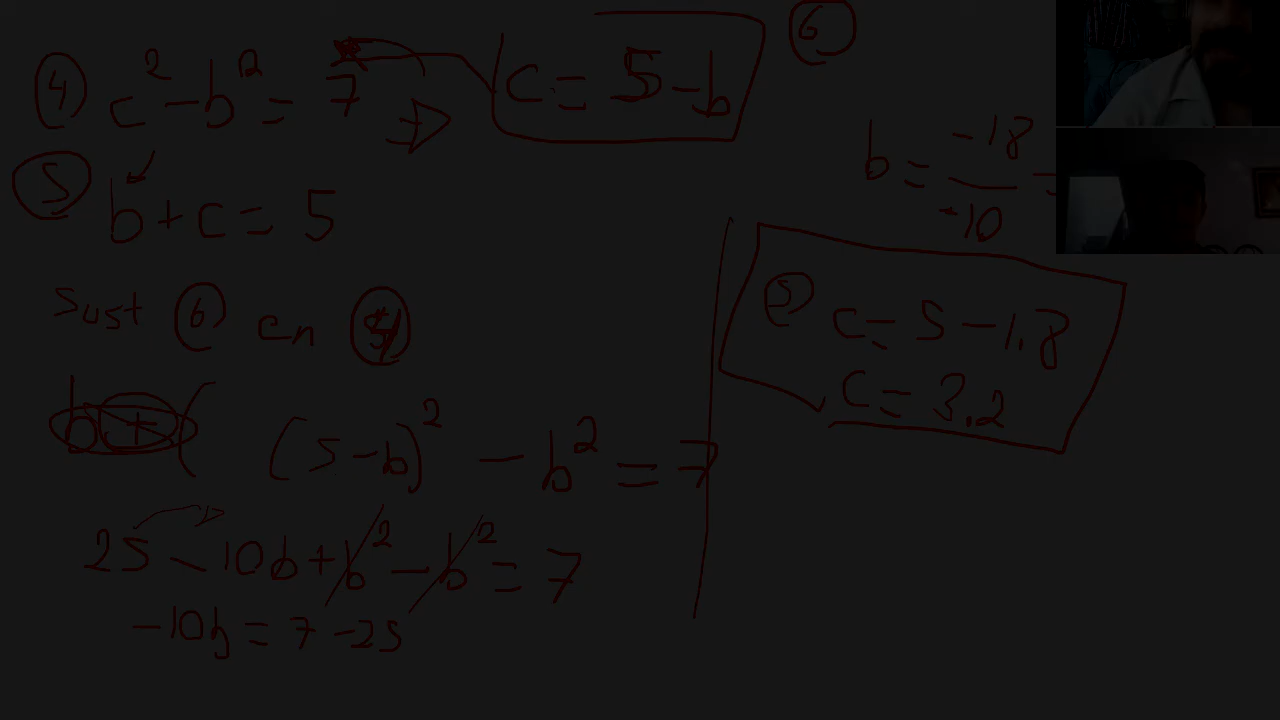 ④ c² - b² = 7 ⇒ c = 5 - b ⑥
⑤ b + c = 5
Sust ⑥ en ④
b + (
(5 - b)² - b² = 7
25 - 10b + b² - b² = 7
-10b = 7 - 25
b = -18/-10 =
⑤ c = 5 - 1.8
c = 3.2